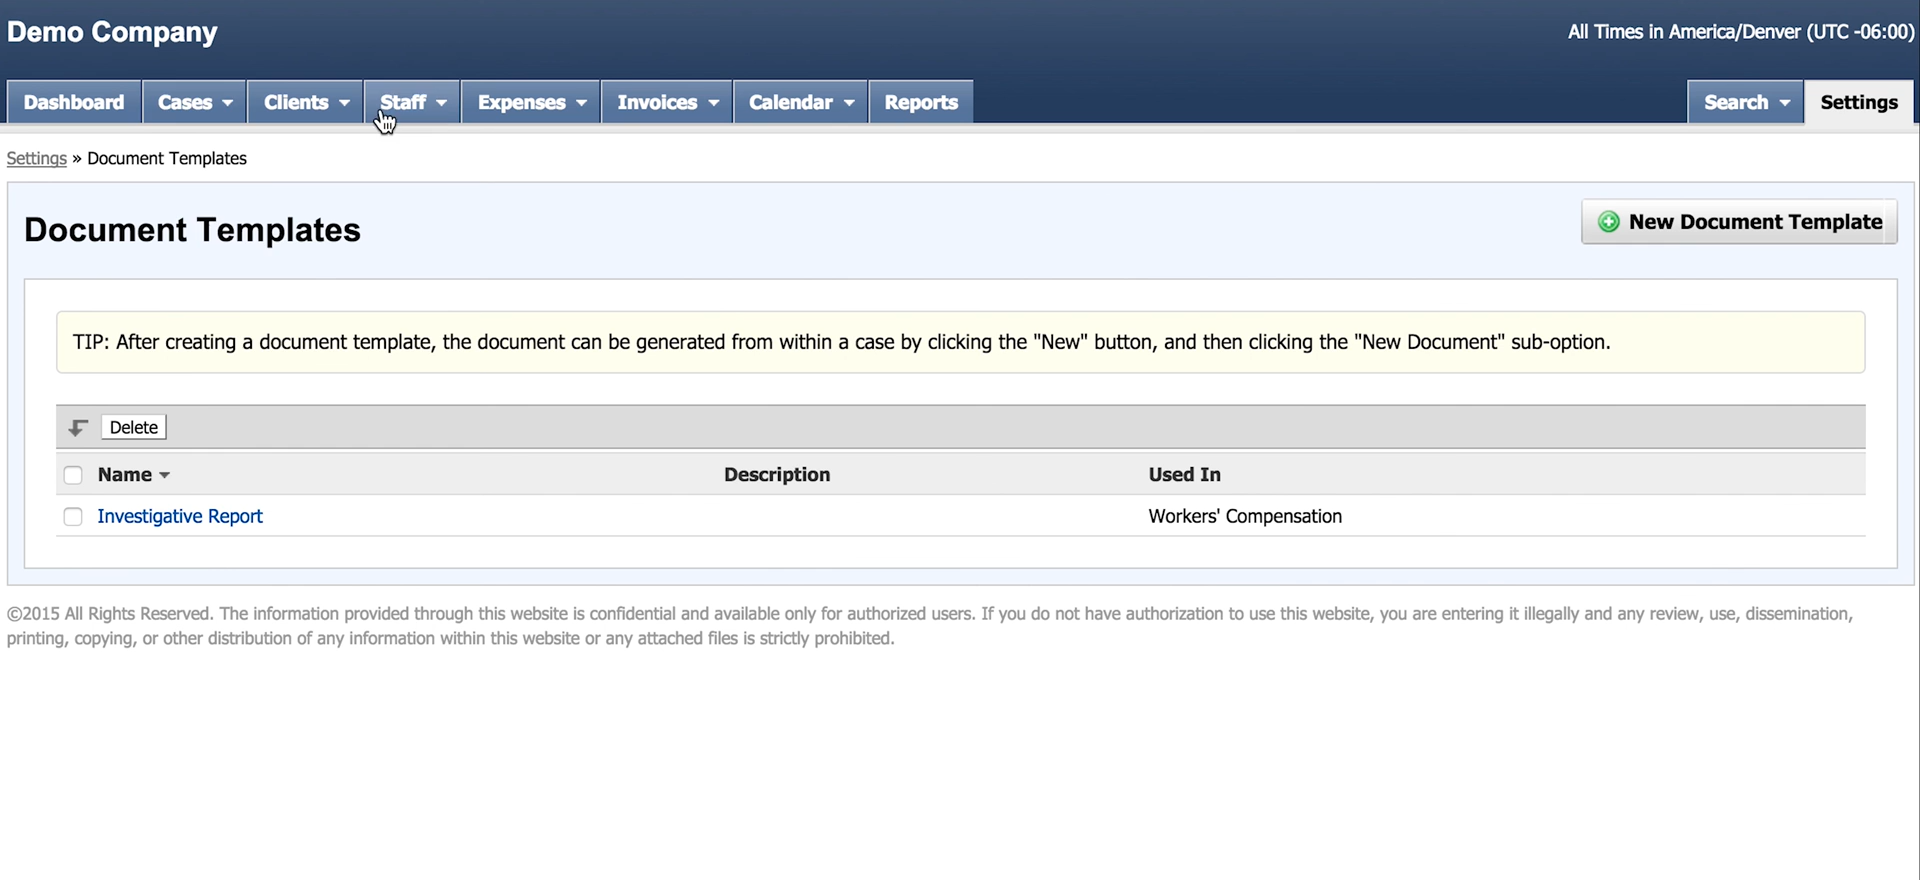 Demo Company
All Times in America/Denver (UTC -06:00)
Dashboard Cases Clients Staff Expenses Invoices Calendar Reports Search Settings
Settings » Document Templates
Document Templates
New Document Template
TIP: After creating a document template, the document can be generated from within a case by clicking the "New" button, and then clicking the "New Document" sub-option.
Delete
Name Description Used In
Investigative Report Workers' Compensation
©2015 All Rights Reserved. The information provided through this website is confidential and available only for authorized users. If you do not have authorization to use this website, you are entering it illegally and any review, use, dissemination,
printing, copying, or other distribution of any information within this website or any attached files is strictly prohibited.